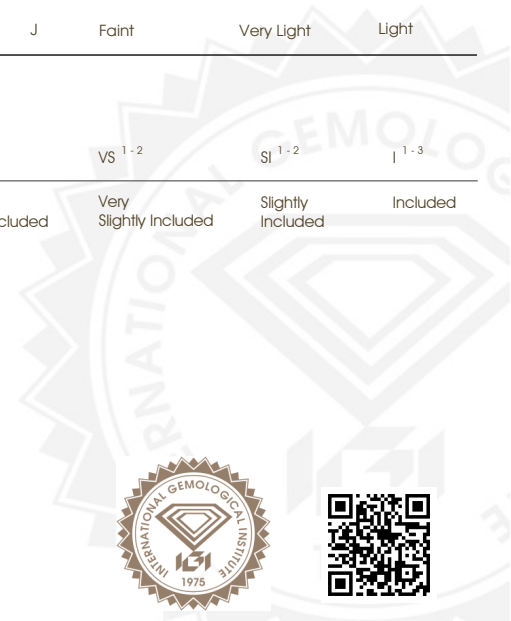 J Faint Very Light Light
VS 1 - 2 SI 1 - 2 I 1 - 3
Very Slightly Included
Slightly Included Included
cluded
INTERNATIONAL GEMOLOGICAL INSTITUTE
IGI
1975